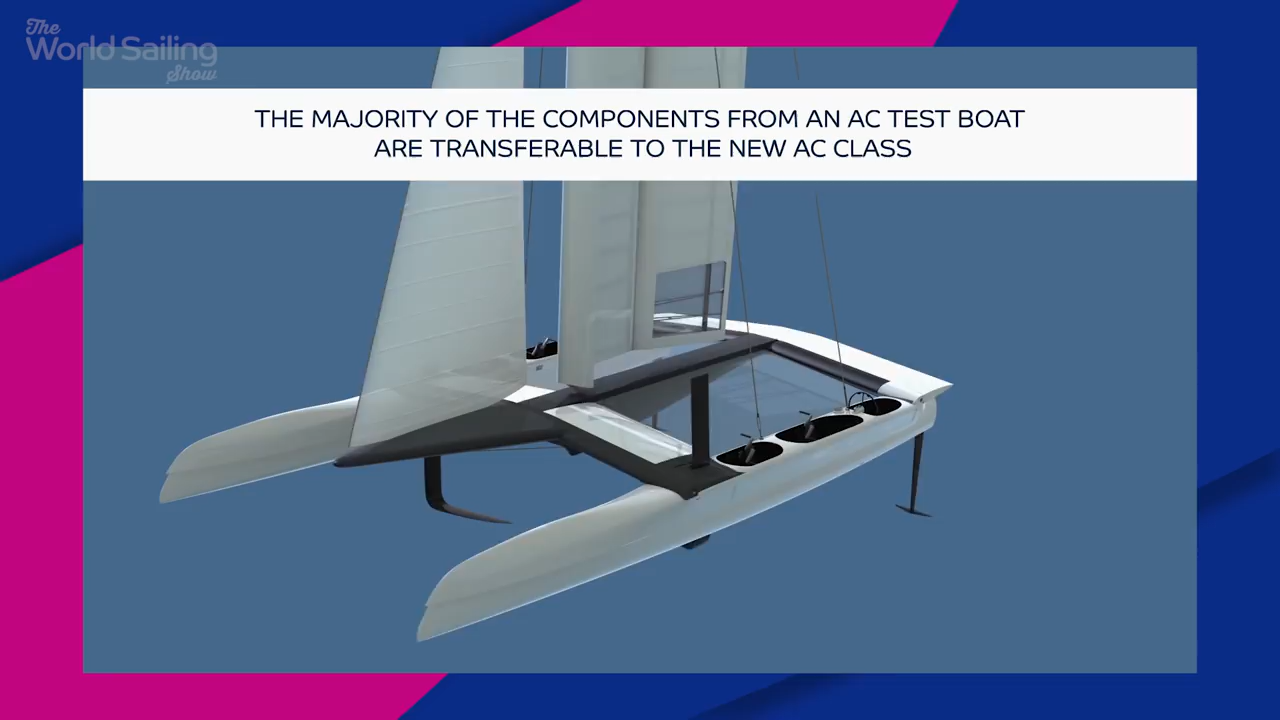 The
World Sailing
Show
THE MAJORITY OF THE COMPONENTS FROM AN AC TEST BOAT
ARE TRANSFERABLE TO THE NEW AC CLASS